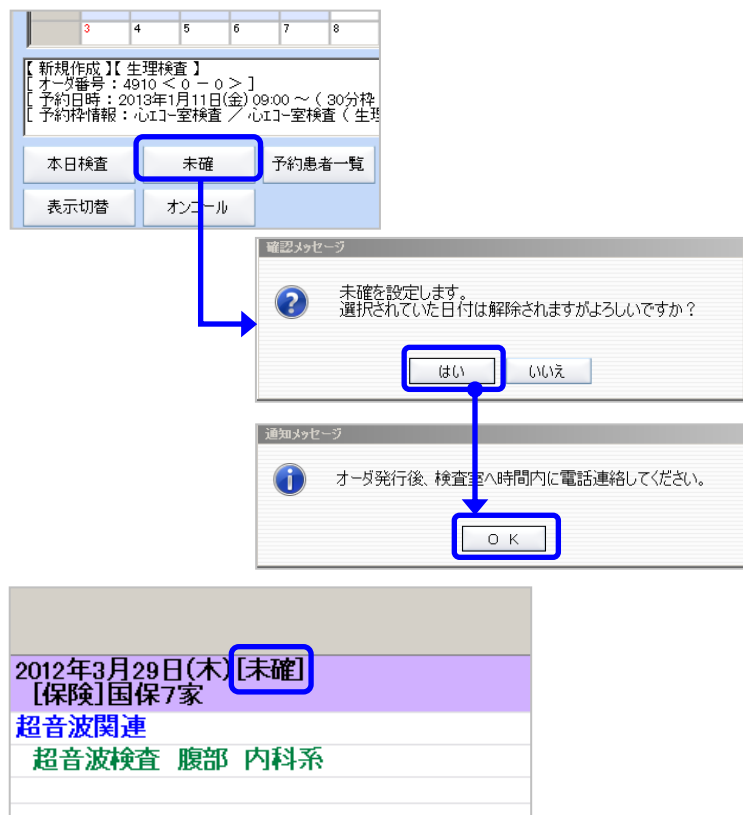 3 4 5 6 7 8
【 新規作成 】【 生理検査 】
[ オーダ番号 : 4910 < 0 - 0 > ]
[ 予約日時 : 2013年1月11日(金) 09:00 ～ ( 30分枠
[ 予約枠情報 : 心エコー室検査 ／ 心エコー室検査 ( 生理
本日検査 未確 予約患者一覧
表示切替 オンコール
確認メッセージ
未確を設定します。
選択されていた日付は解除されますがよろしいですか？
はい いいえ
通知メッセージ
オーダ発行後、検査室へ時間内に電話連絡してください。
ＯＫ
2012年3月29日(木)[未確]
[保険]国保7家
超音波関連
超音波検査 腹部 内科系